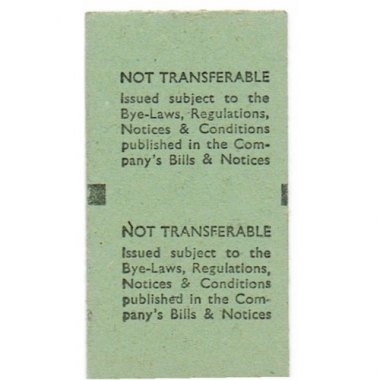 NOT TRANSFERABLE
Issued subject to the
Bye-Laws, Regulations,
Notices & Conditions
published in the Com-
pany's Bills & Notices
NOT TRANSFERABLE
Issued subject to the
Bye-Laws, Regulations,
Notices & Conditions
published in the Com-
pany's Bills & Notices